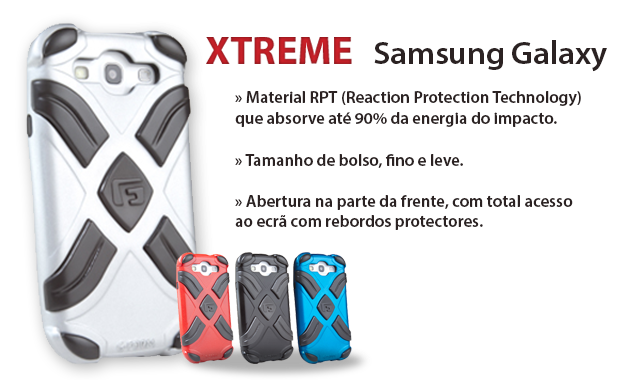 XTREME Samsung Galaxy
» Material RPT (Reaction Protection Technology)
que absorve até 90% da energia do impacto.
» Tamanho de bolso, fino e leve.
» Abertura na parte da frente, com total acesso
ao ecrã com rebordos protectores.